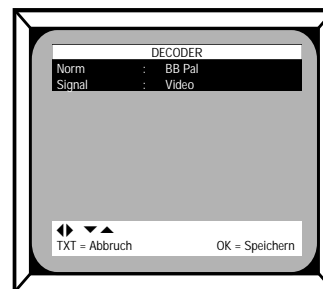 DECODER
Norm : BB Pal
Signal : Video
TXT = Abbruch OK = Speichern